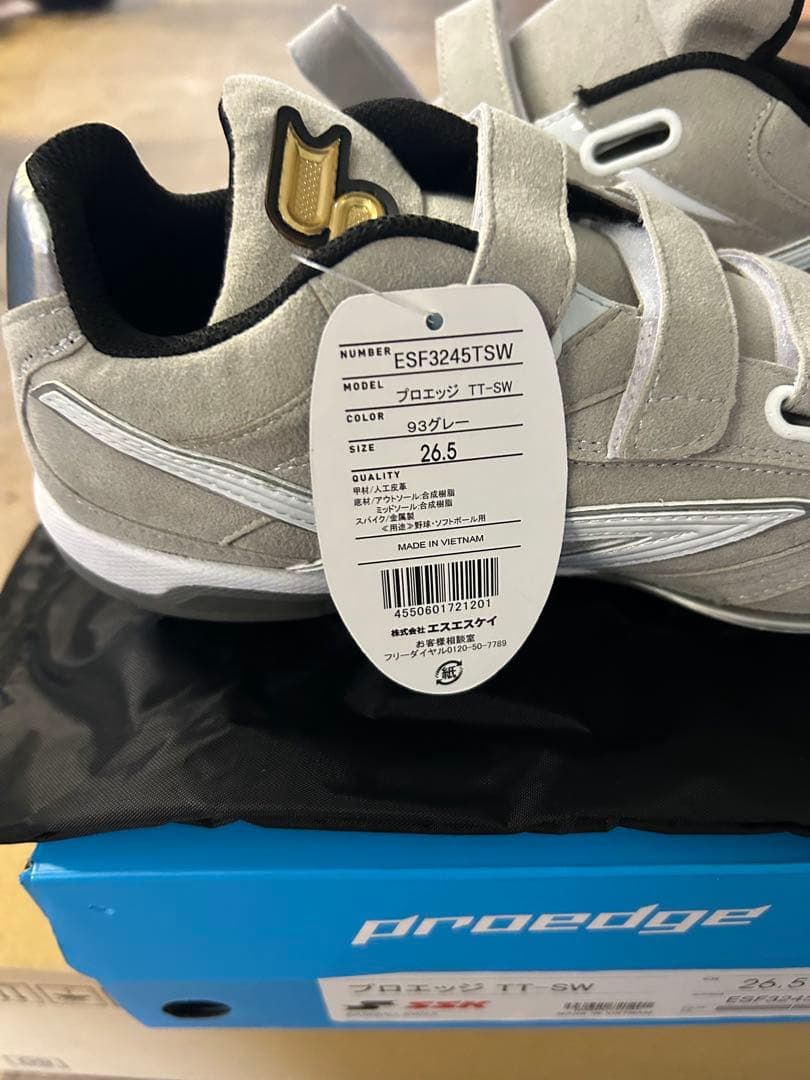 NUMBER ESF3245TSW
MODEL プロエッジ TT-SW
COLOR 93グレー
SIZE 26.5
QUALITY
甲材/人工皮革
底材/アウトソール:合成樹脂
ミッドソール:合成樹脂
スパイク/金属製
≪用途≫野球・ソフトボール用
MADE IN VIETNAM
4550601721201
株式会社 エスエスケイ
お客様相談室
フリーダイヤル0120-50-7789
紙
proedge
プロエッジ TT-SW
26.5
SSK
ESF324
MADE IN VIETNAM